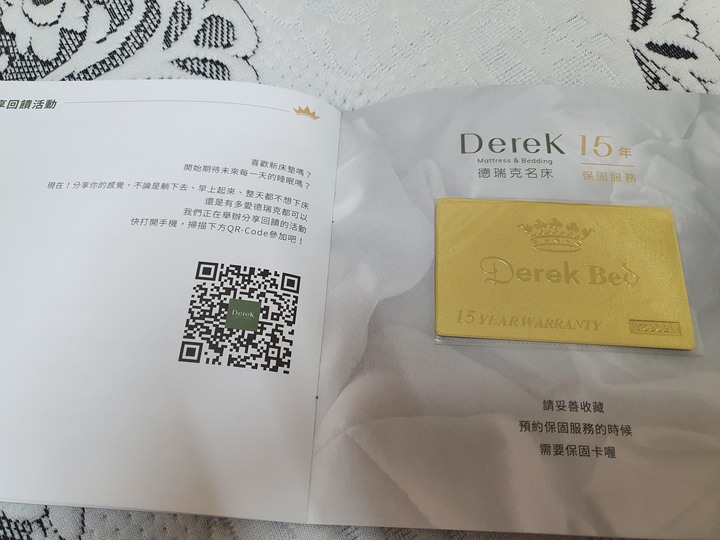 享回饋活動
喜歡新床墊嗎？
開始期待未來每一天的睡眠嗎？
現在！分享你的感覺，不論是躺下去、早上起來、整天都不想下床
還是有多愛德瑞克都可以
我們正在舉辦分享回饋的活動
快打開手機，掃描下方QR-Code參加吧！
Derek
Derek 15年
Mattress & Bedding
德瑞克名床 保固服務
Derek Bed
15 YEAR WARRANTY
請妥善收藏
預約保固服務的時候
需要保固卡喔